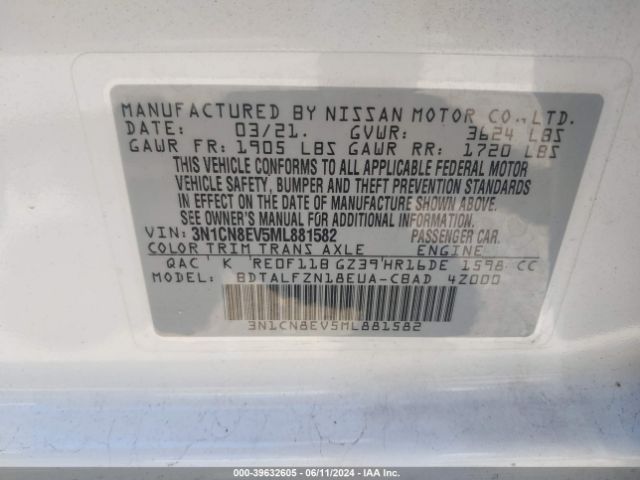 MANUFACTURED BY NISSAN MOTOR CO.,LTD.
DATE: 03/21. GVWR: 3624 LBS
GAWR FR: 1905 LBS GAWR RR: 1720 LBS
THIS VEHICLE CONFORMS TO ALL APPLICABLE FEDERAL MOTOR
VEHICLE SAFETY, BUMPER AND THEFT PREVENTION STANDARDS
IN EFFECT ON THE DATE OF MANUFACTURE SHOWN ABOVE.
SEE OWNER'S MANUAL FOR ADDITIONAL INFORMATION.
VIN: 3N1CN8EV5ML881582 PASSENGER CAR.
COLOR TRIM TRANS AXLE ENGINE
QAC K RE0F11B GZ39 HR16DE 1598 CC
MODEL: BDTALFZN18EUA-CBAD 4Z000
3N1CN8EV5ML881582
000-39632605 - 06/11/2024 - IAA Inc.